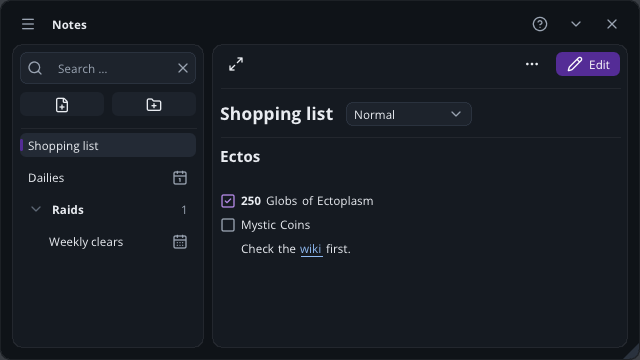 Notes
Search ...
Edit
Shopping list
Dailies
Raids 1
Weekly clears
Shopping list Normal
Ectos
250 Globs of Ectoplasm
Mystic Coins
Check the wiki first.